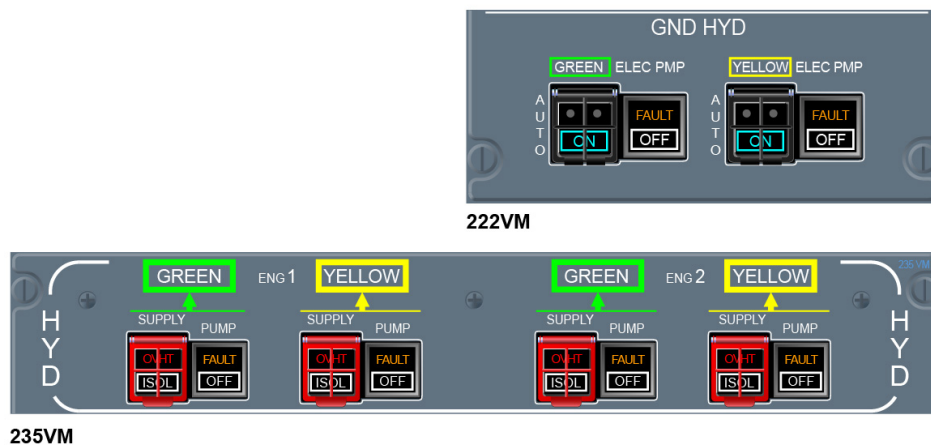 GND HYD
GREEN ELEC PMP YELLOW ELEC PMP
AUTO FAULT AUTO FAULT
ON OFF ON OFF
222VM
GREEN ENG 1 YELLOW GREEN ENG 2 YELLOW 235 VM
HYD SUPPLY PUMP SUPPLY PUMP SUPPLY PUMP SUPPLY PUMP HYD
OVHT FAULT OVHT FAULT OVHT FAULT OVHT FAULT
ISOL OFF ISOL OFF ISOL OFF ISOL OFF
235VM